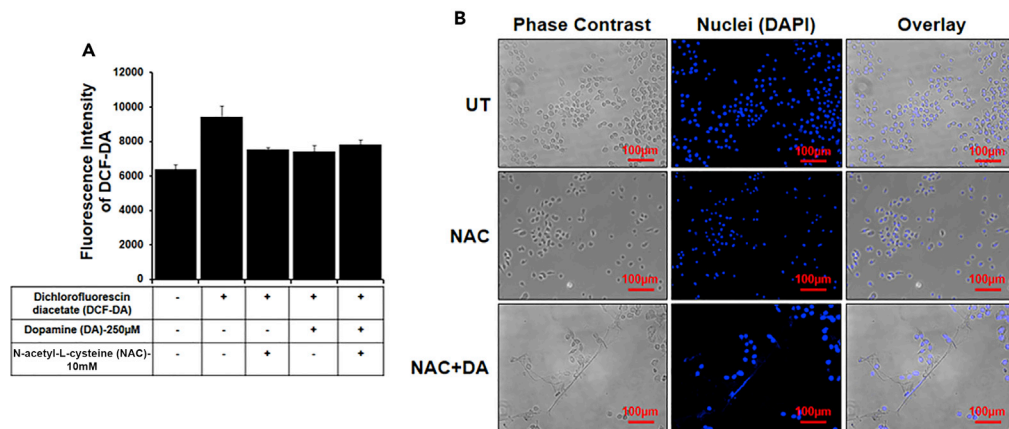 A
Fluorescence Intensity
of DCF-DA
12000
10000
8000
6000
4000
2000
0
Dichloroflurescin
diacetate (DCF-DA)
- + + + +
Dopamine (DA)-250µM
- - - + +
N-acetyl-L-cysteine (NAC)-
10mM
- - + - +
B
Phase Contrast Nuclei (DAPI) Overlay
UT
100µm 100µm 100µm
NAC
100µm 100µm 100µm
NAC+DA
100µm 100µm 100µm